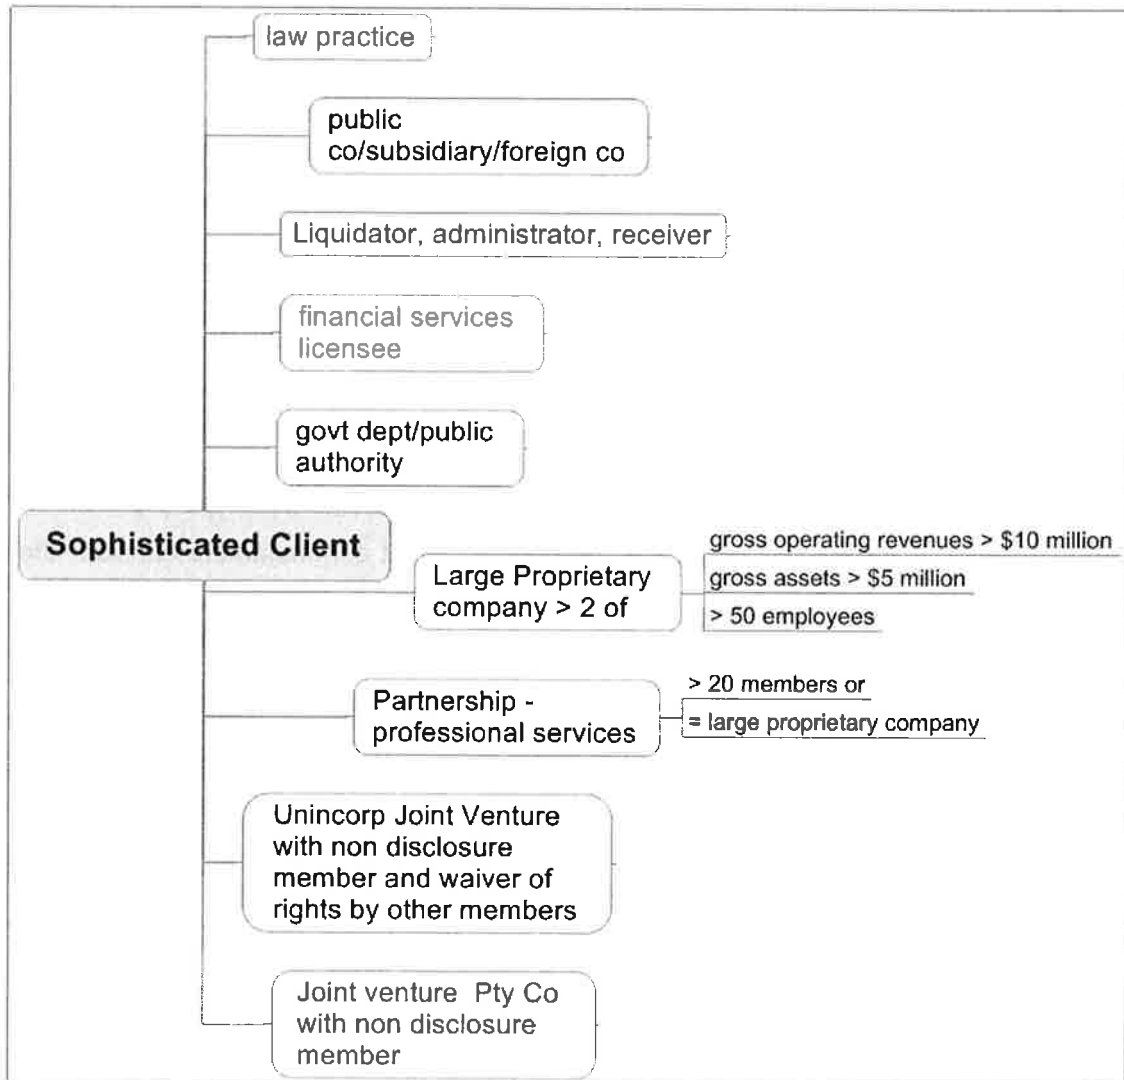 law practice
public
co/subsidiary/foreign co
Liquidator, administrator, receiver
financial services
licensee
govt dept/public
authority
Sophisticated Client
Large Proprietary
company > 2 of
gross operating revenues > $10 million
gross assets > $5 million
> 50 employees
Partnership -
professional services
> 20 members or
= large proprietary company
Unincorp Joint Venture
with non disclosure
member and waiver of
rights by other members
Joint venture Pty Co
with non disclosure
member